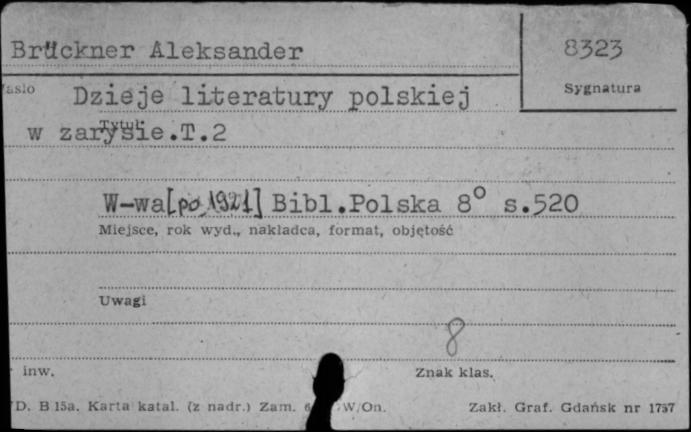 Brückner Aleksander
8323
Sygnatura
asło Dzieje literatury polskiej
Tytuł
w zarysie.T.2
W-wa[po 1921] Bibl.Polska 8° s.520
Miejsce, rok wyd., nakładca, format, objętość
Uwagi
8
inw.
Znak klas.
D. B 15a. Karta katal. (z nadr.) Zam. W/On.
Zakł. Graf. Gdańsk nr 1757